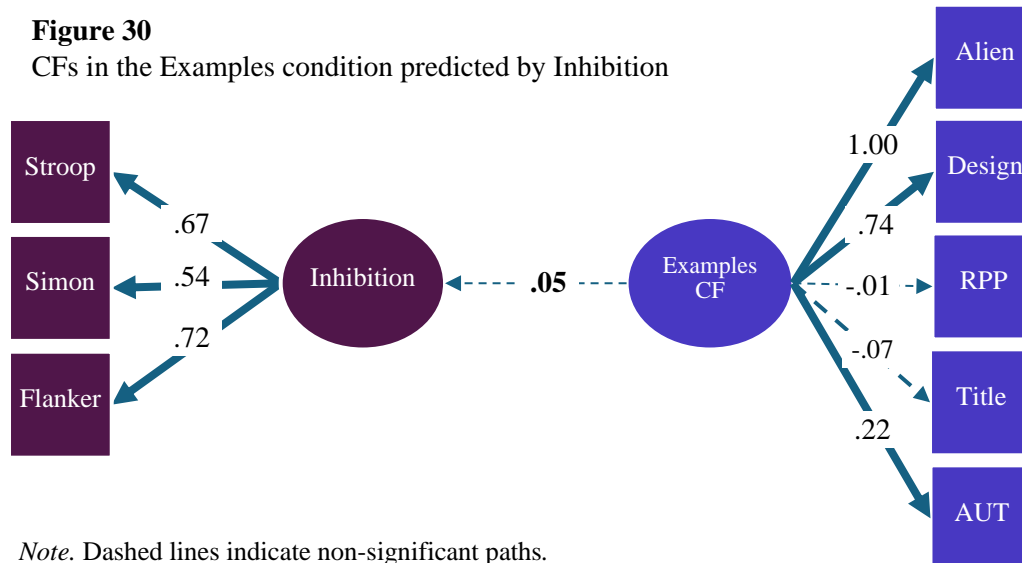 Figure 30
CFs in the Examples condition predicted by Inhibition
Stroop
Simon
Flanker
.67
.54
.72
Inhibition
.05
Examples
CF
1.00
.74
-.01
-.07
.22
Alien
Design
RPP
Title
AUT
Note. Dashed lines indicate non-significant paths.